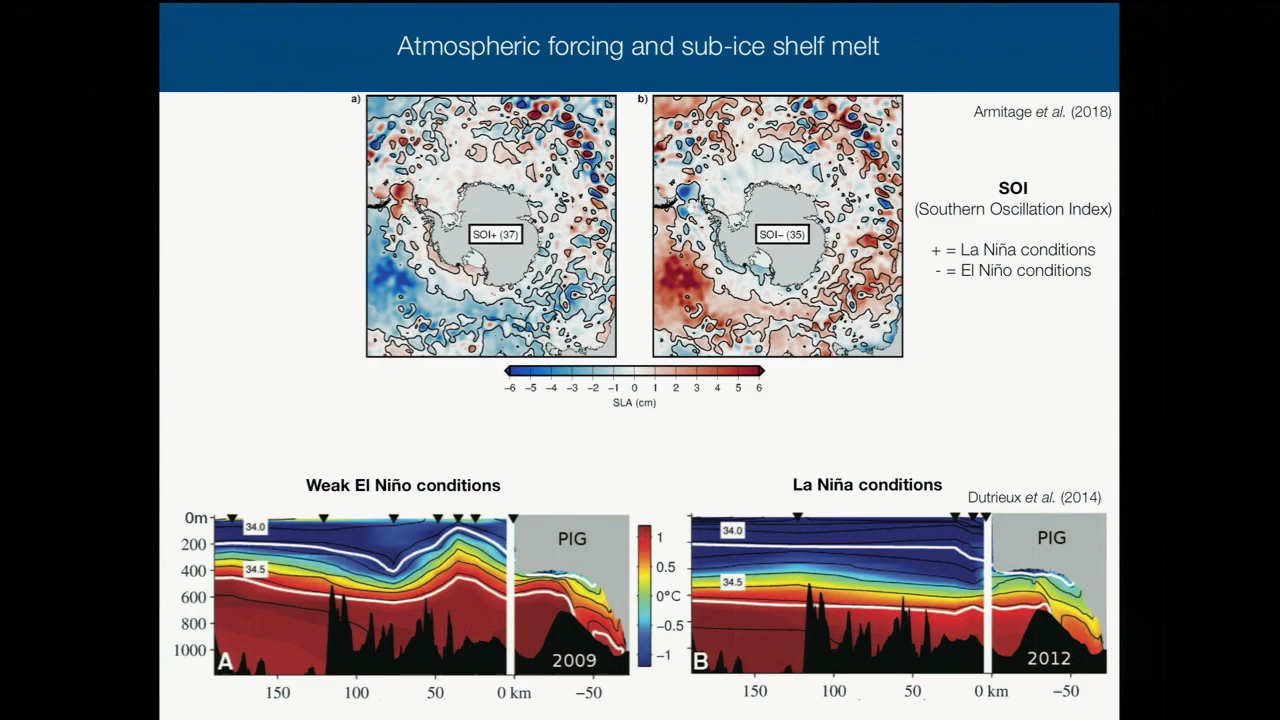 Atmospheric forcing and sub-ice shelf melt
a)
b)
Armitage et al. (2018)
SOI
(Southern Oscillation Index)
+ = La Niña conditions
- = El Niño conditions
SOI+ (37)
SOI− (35)
−6 −5 −4 −3 −2 −1 0 1 2 3 4 5 6
SLA (cm)
Weak El Niño conditions
La Niña conditions
Dutrieux et al. (2014)
0m
200
400
600
800
1000
34.0
34.5
PIG
A
2009
150 100 50 0 km −50
1
0.5
0°C
−0.5
−1
34.0
34.5
PIG
B
2012
150 100 50 0 km −50